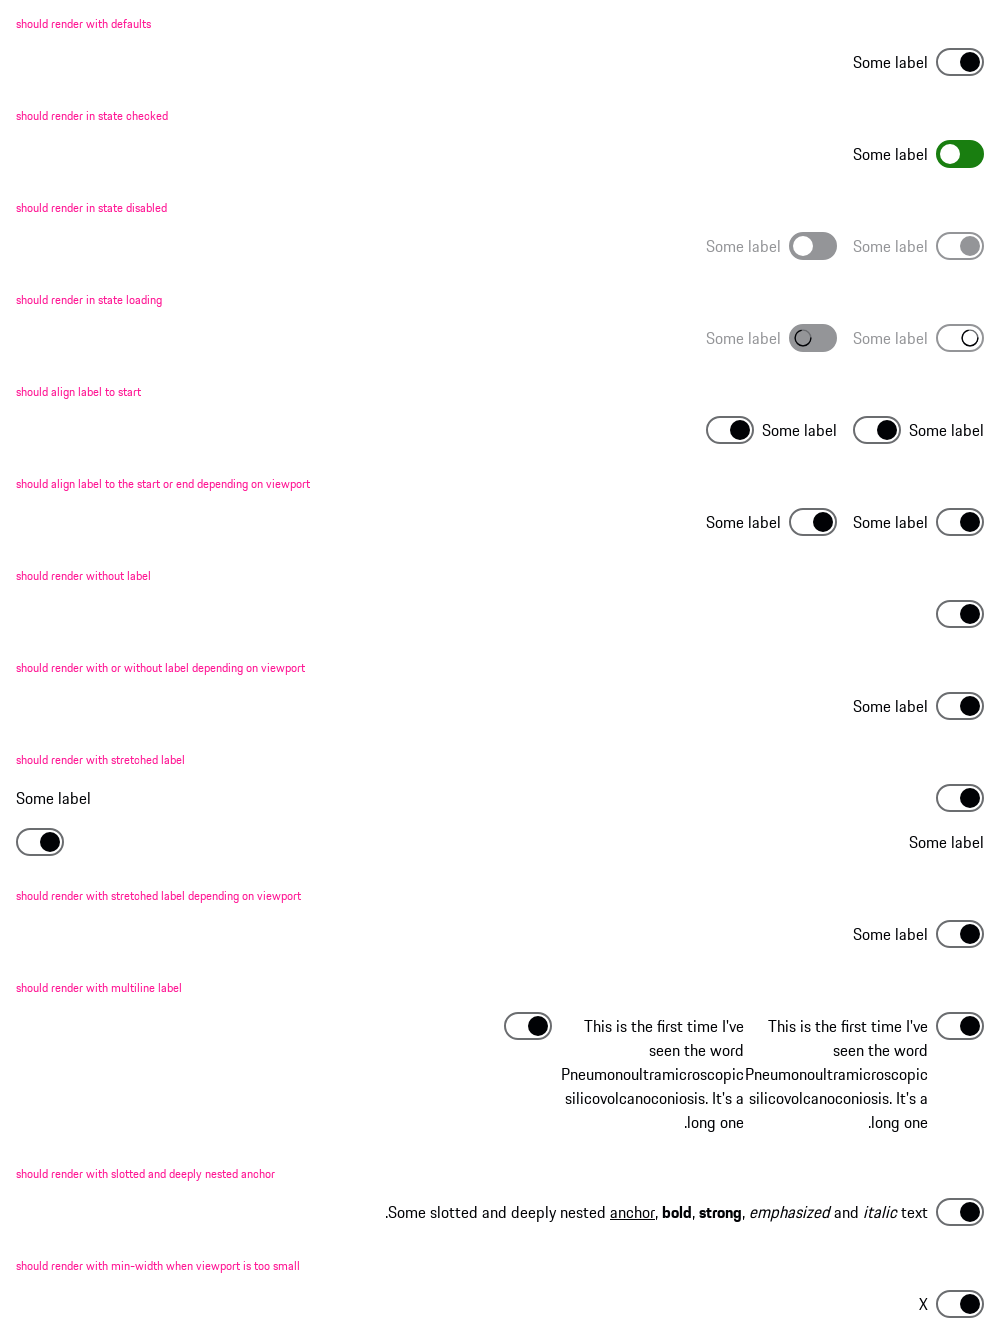 should render with defaults
Some label
should render in state checked
Some label
should render in state disabled
Some label Some label
should render in state loading
Some label Some label
should align label to start
Some label Some label
should align label to the start or end depending on viewport
Some label Some label
should render without label
should render with or without label depending on viewport
Some label
should render with stretched label
Some label
Some label
should render with stretched label depending on viewport
Some label
should render with multiline label
This is the first time I've
seen the word
Pneumonoultramicroscopic
silicovolcanoconiosis. It's a
.long one
This is the first time I've
seen the word
Pneumonoultramicroscopic
silicovolcanoconiosis. It's a
.long one
should render with slotted and deeply nested anchor
.Some slotted and deeply nested anchor, bold, strong, emphasized and italic text
should render with min-width when viewport is too small
X